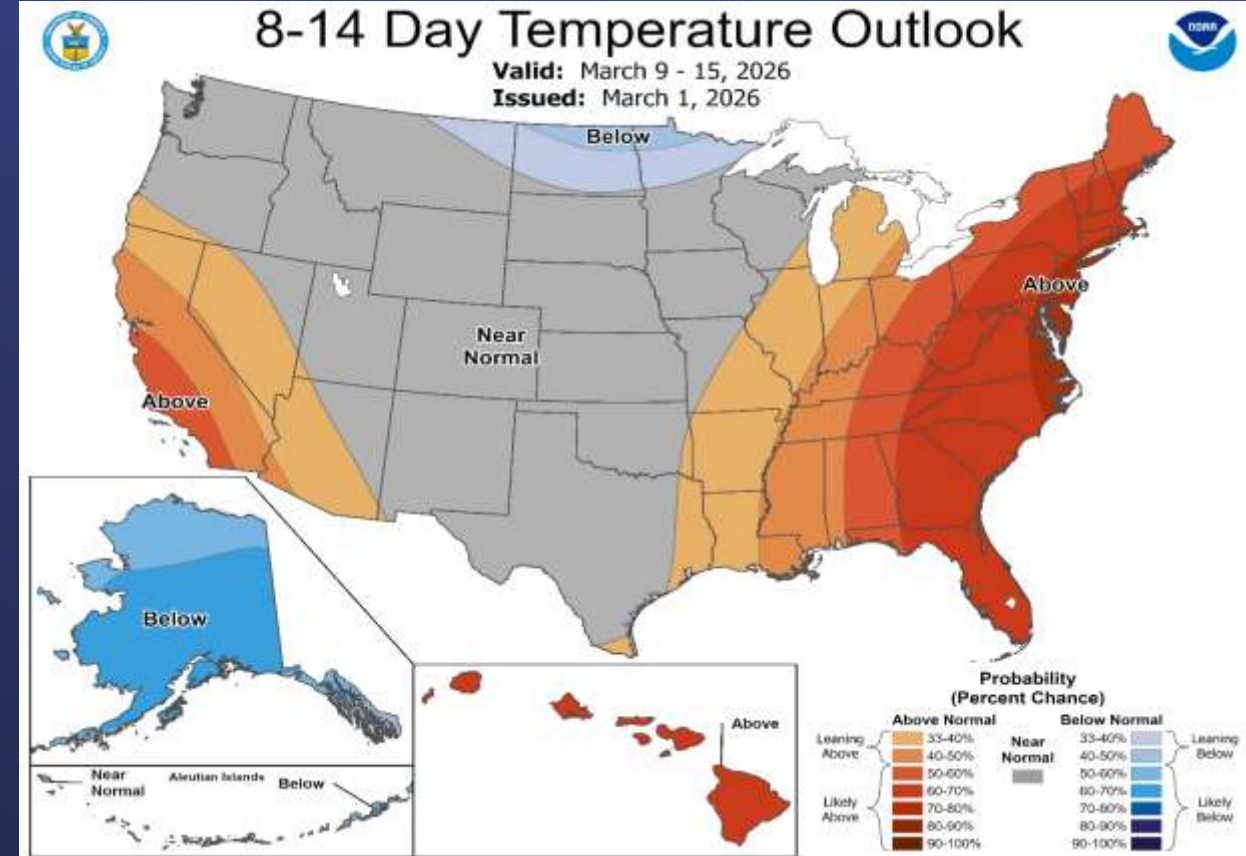 8-14 Day Temperature Outlook
Valid: March 9 - 15, 2026
Issued: March 1, 2026
NOAA
Below
Above
Near
Normal
Above
Below
Near
Normal
Aleutian Islands
Below
Above
Probability
(Percent Chance)
Above Normal
Below Normal
Leaning
Above
33-40%
40-50%
Near
Normal
33-40%
40-50%
Leaning
Below
Likely
Above
50-60%
60-70%
70-80%
80-90%
90-100%
50-60%
60-70%
70-80%
80-90%
90-100%
Likely
Below